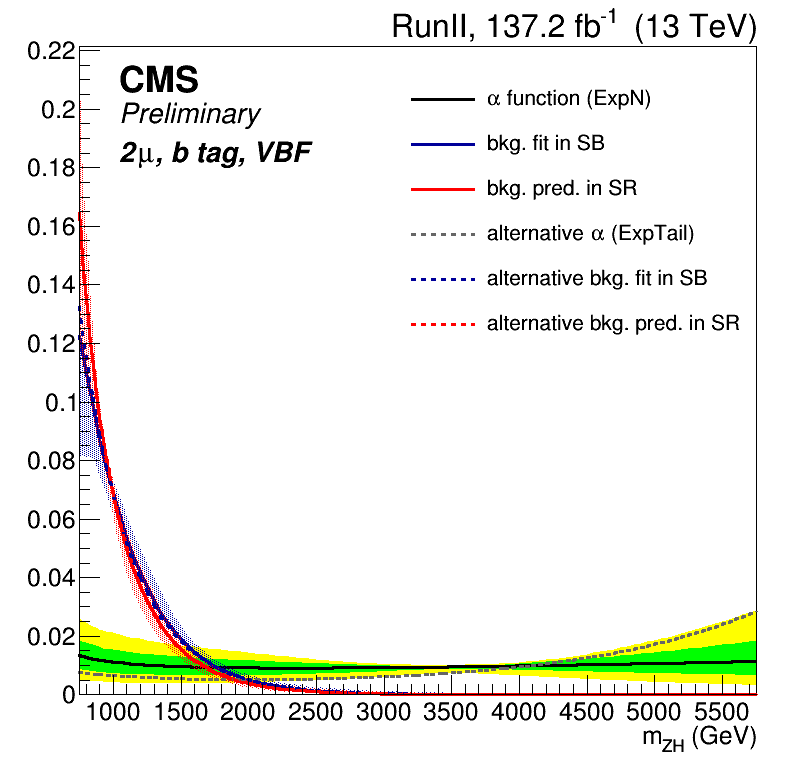 RunII, 137.2 fb⁻¹ (13 TeV)
CMS
Preliminary
2μ, b tag, VBF
α function (ExpN)
bkg. fit in SB
bkg. pred. in SR
alternative α (ExpTail)
alternative bkg. fit in SB
alternative bkg. pred. in SR
0.22
0.2
0.18
0.16
0.14
0.12
0.1
0.08
0.06
0.04
0.02
0
1000 1500 2000 2500 3000 3500 4000 4500 5000 5500
m_ZH (GeV)